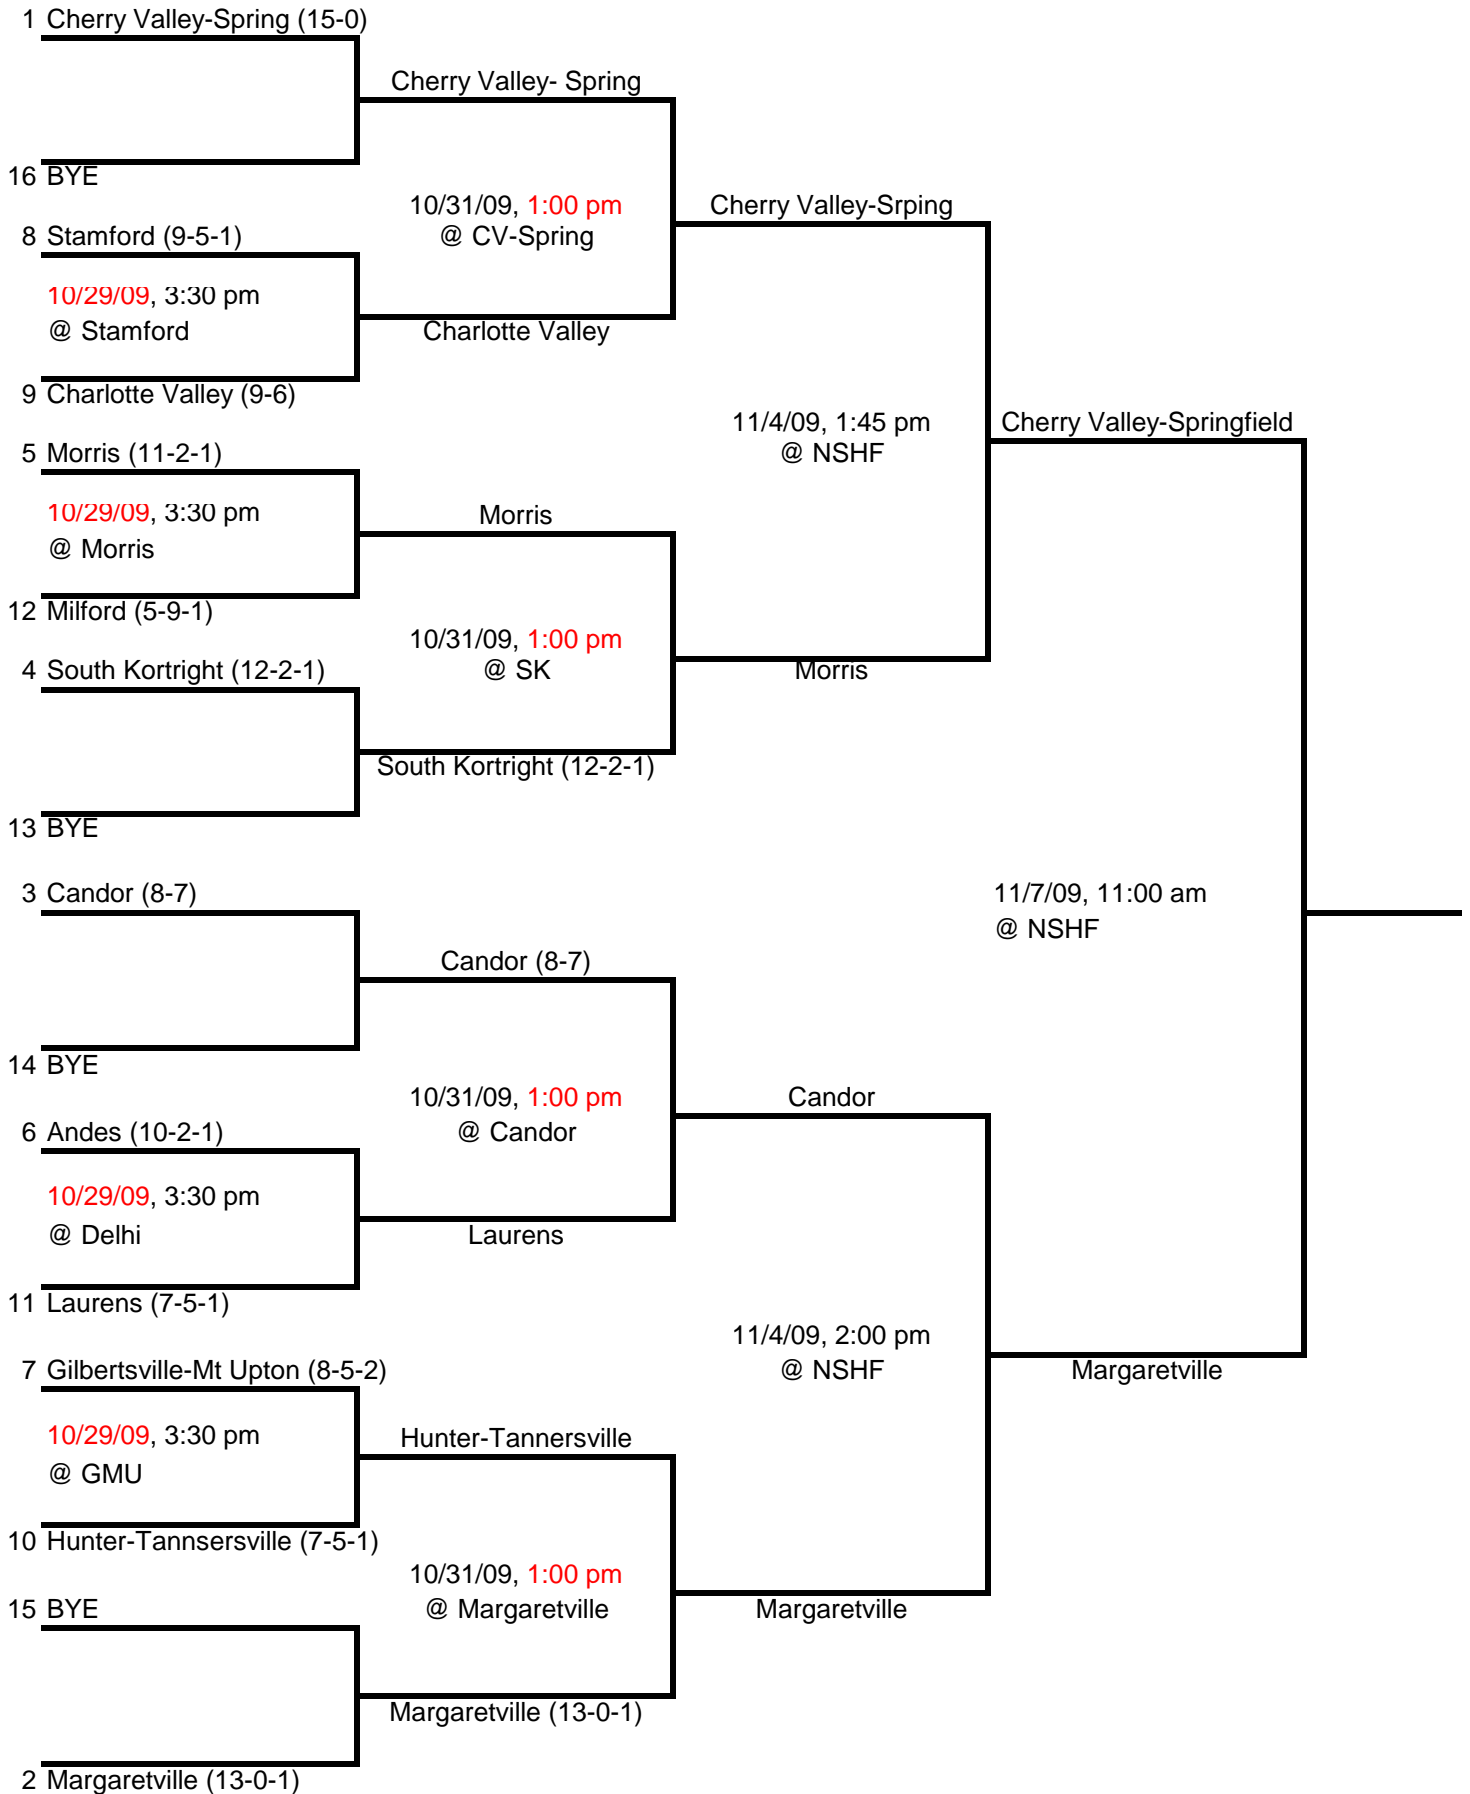 1 Cherry Valley-Spring (15-0)
Cherry Valley- Spring
16 BYE
10/31/09, 1:00 pm
@ CV-Spring
Cherry Valley-Srping
8 Stamford (9-5-1)
10/29/09, 3:30 pm
@ Stamford
Charlotte Valley
9 Charlotte Valley (9-6)
11/4/09, 1:45 pm
@ NSHF
Cherry Valley-Springfield
5 Morris (11-2-1)
10/29/09, 3:30 pm
@ Morris
Morris
12 Milford (5-9-1)
10/31/09, 1:00 pm
@ SK
Morris
4 South Kortright (12-2-1)
South Kortright (12-2-1)
13 BYE
3 Candor (8-7)
11/7/09, 11:00 am
@ NSHF
Candor (8-7)
14 BYE
10/31/09, 1:00 pm
@ Candor
Candor
6 Andes (10-2-1)
10/29/09, 3:30 pm
@ Delhi
Laurens
11 Laurens (7-5-1)
11/4/09, 2:00 pm
@ NSHF
Margaretville
7 Gilbertsville-Mt Upton (8-5-2)
10/29/09, 3:30 pm
@ GMU
Hunter-Tannersville
10 Hunter-Tannsersville (7-5-1)
10/31/09, 1:00 pm
@ Margaretville
Margaretville
15 BYE
Margaretville (13-0-1)
2 Margaretville (13-0-1)